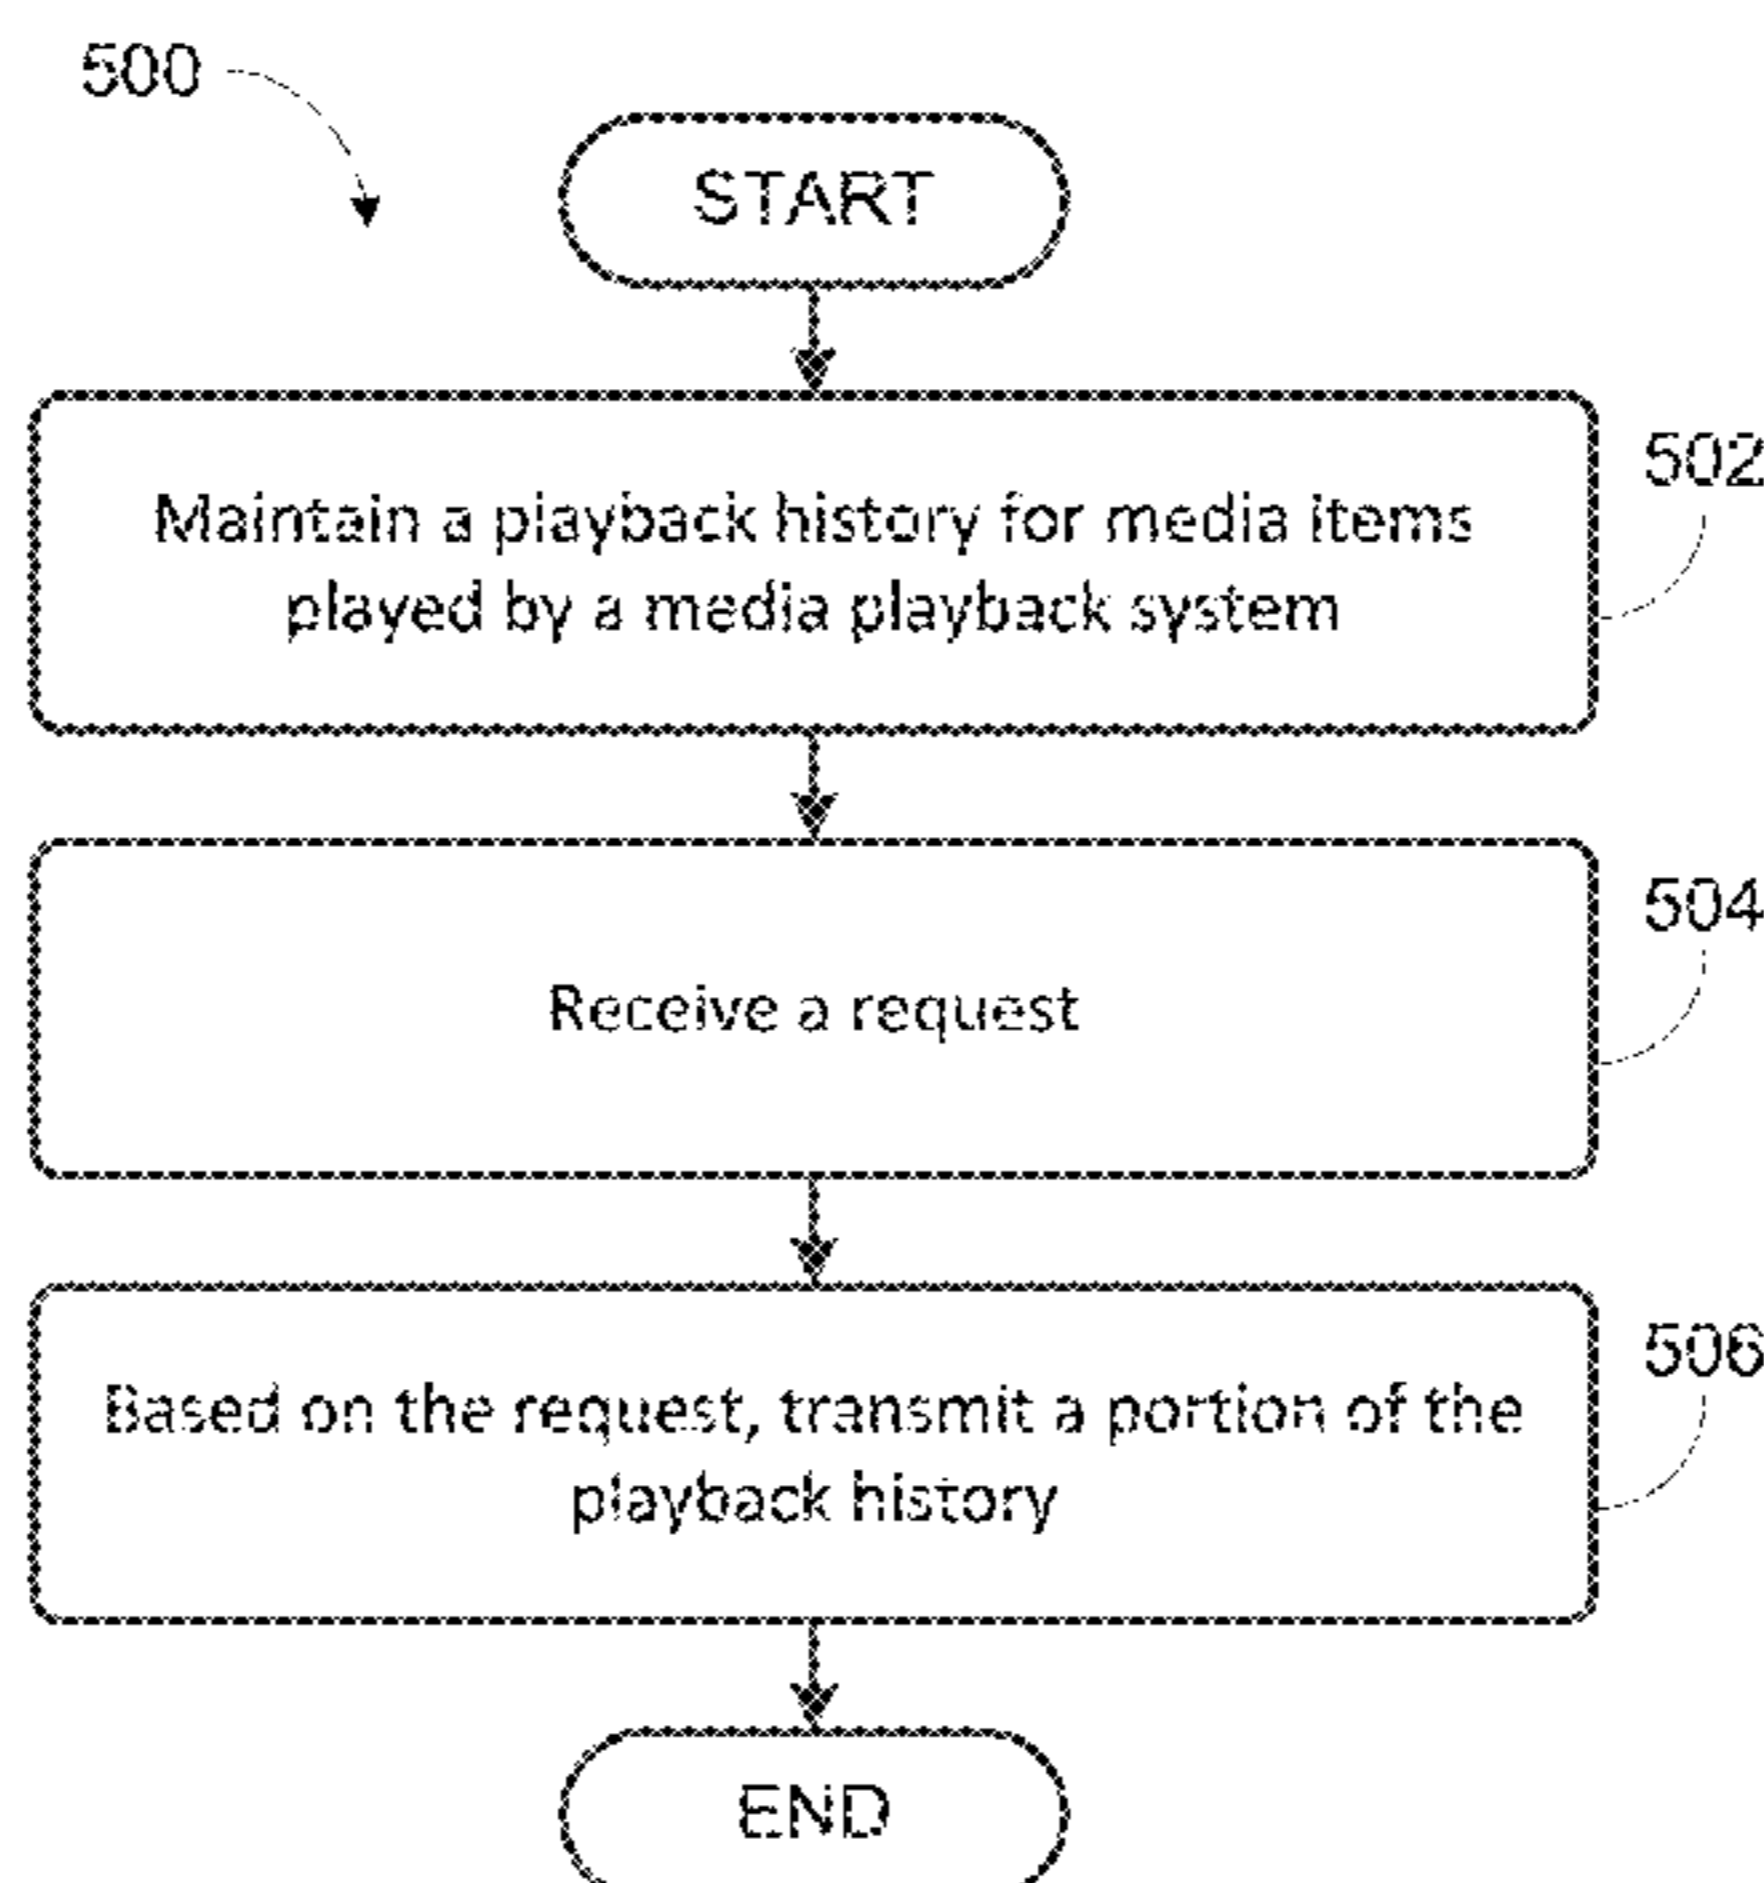 500
START
Maintain a playback history for media items
played by a media playback system
502
Receive a request
504
Based on the request, transmit a portion of the
playback history
506
END